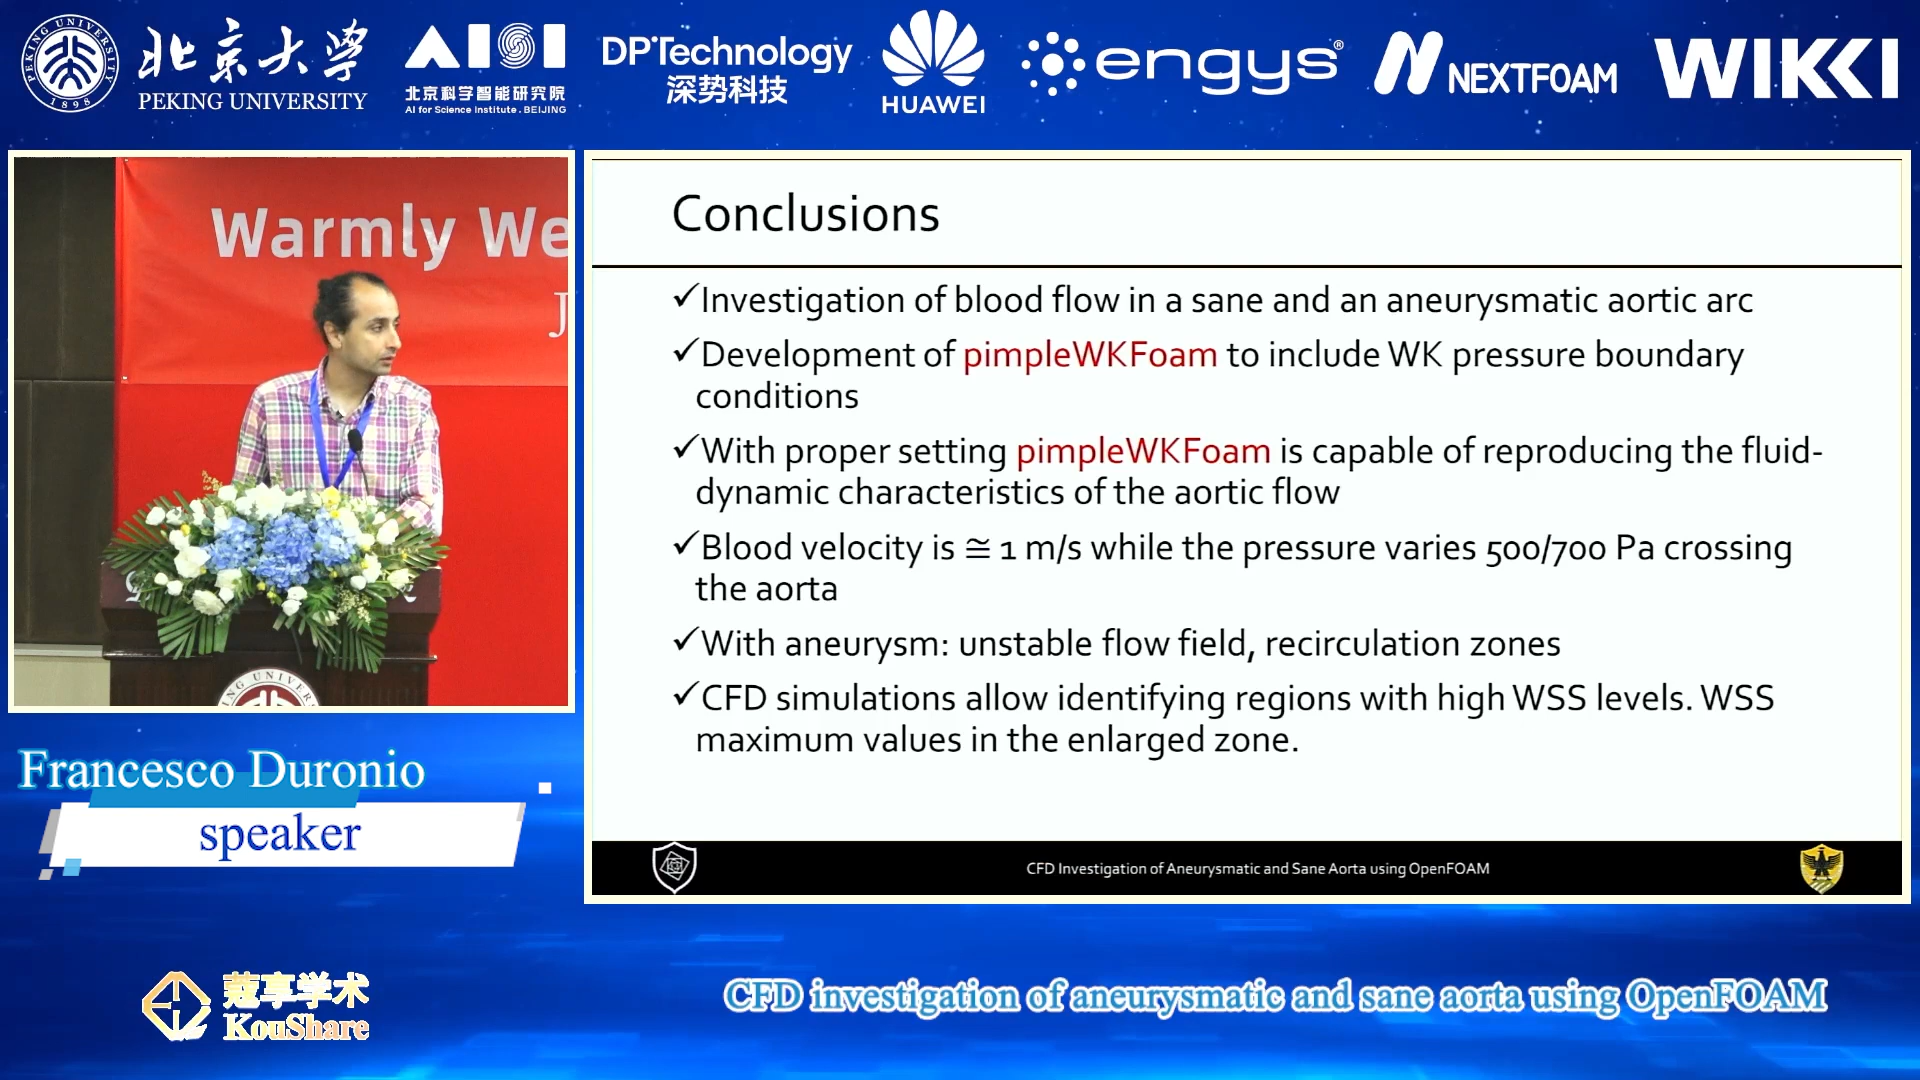 PEKING UNIVERSITY
1898
北京大学
PEKING UNIVERSITY
AISI
北京科学智能研究院
AI for Science Institute . BEIJING
DP Technology
深势科技
HUAWEI
engys®
NEXTFOAM
WIKKI
Warmly We
J
Conclusions
✓Investigation of blood flow in a sane and an aneurysmatic aortic arc
✓Development of pimpleWKFoam to include WK pressure boundary
conditions
✓With proper setting pimpleWKFoam is capable of reproducing the fluid-
dynamic characteristics of the aortic flow
✓Blood velocity is ≅ 1 m/s while the pressure varies 500/700 Pa crossing
the aorta
✓With aneurysm: unstable flow field, recirculation zones
✓CFD simulations allow identifying regions with high WSS levels. WSS
maximum values in the enlarged zone.
CFD Investigation of Aneurysmatic and Sane Aorta using OpenFOAM
Francesco Duronio
speaker
蔻享学术
KouShare
CFD investigation of aneurysmatic and sane aorta using OpenFOAM